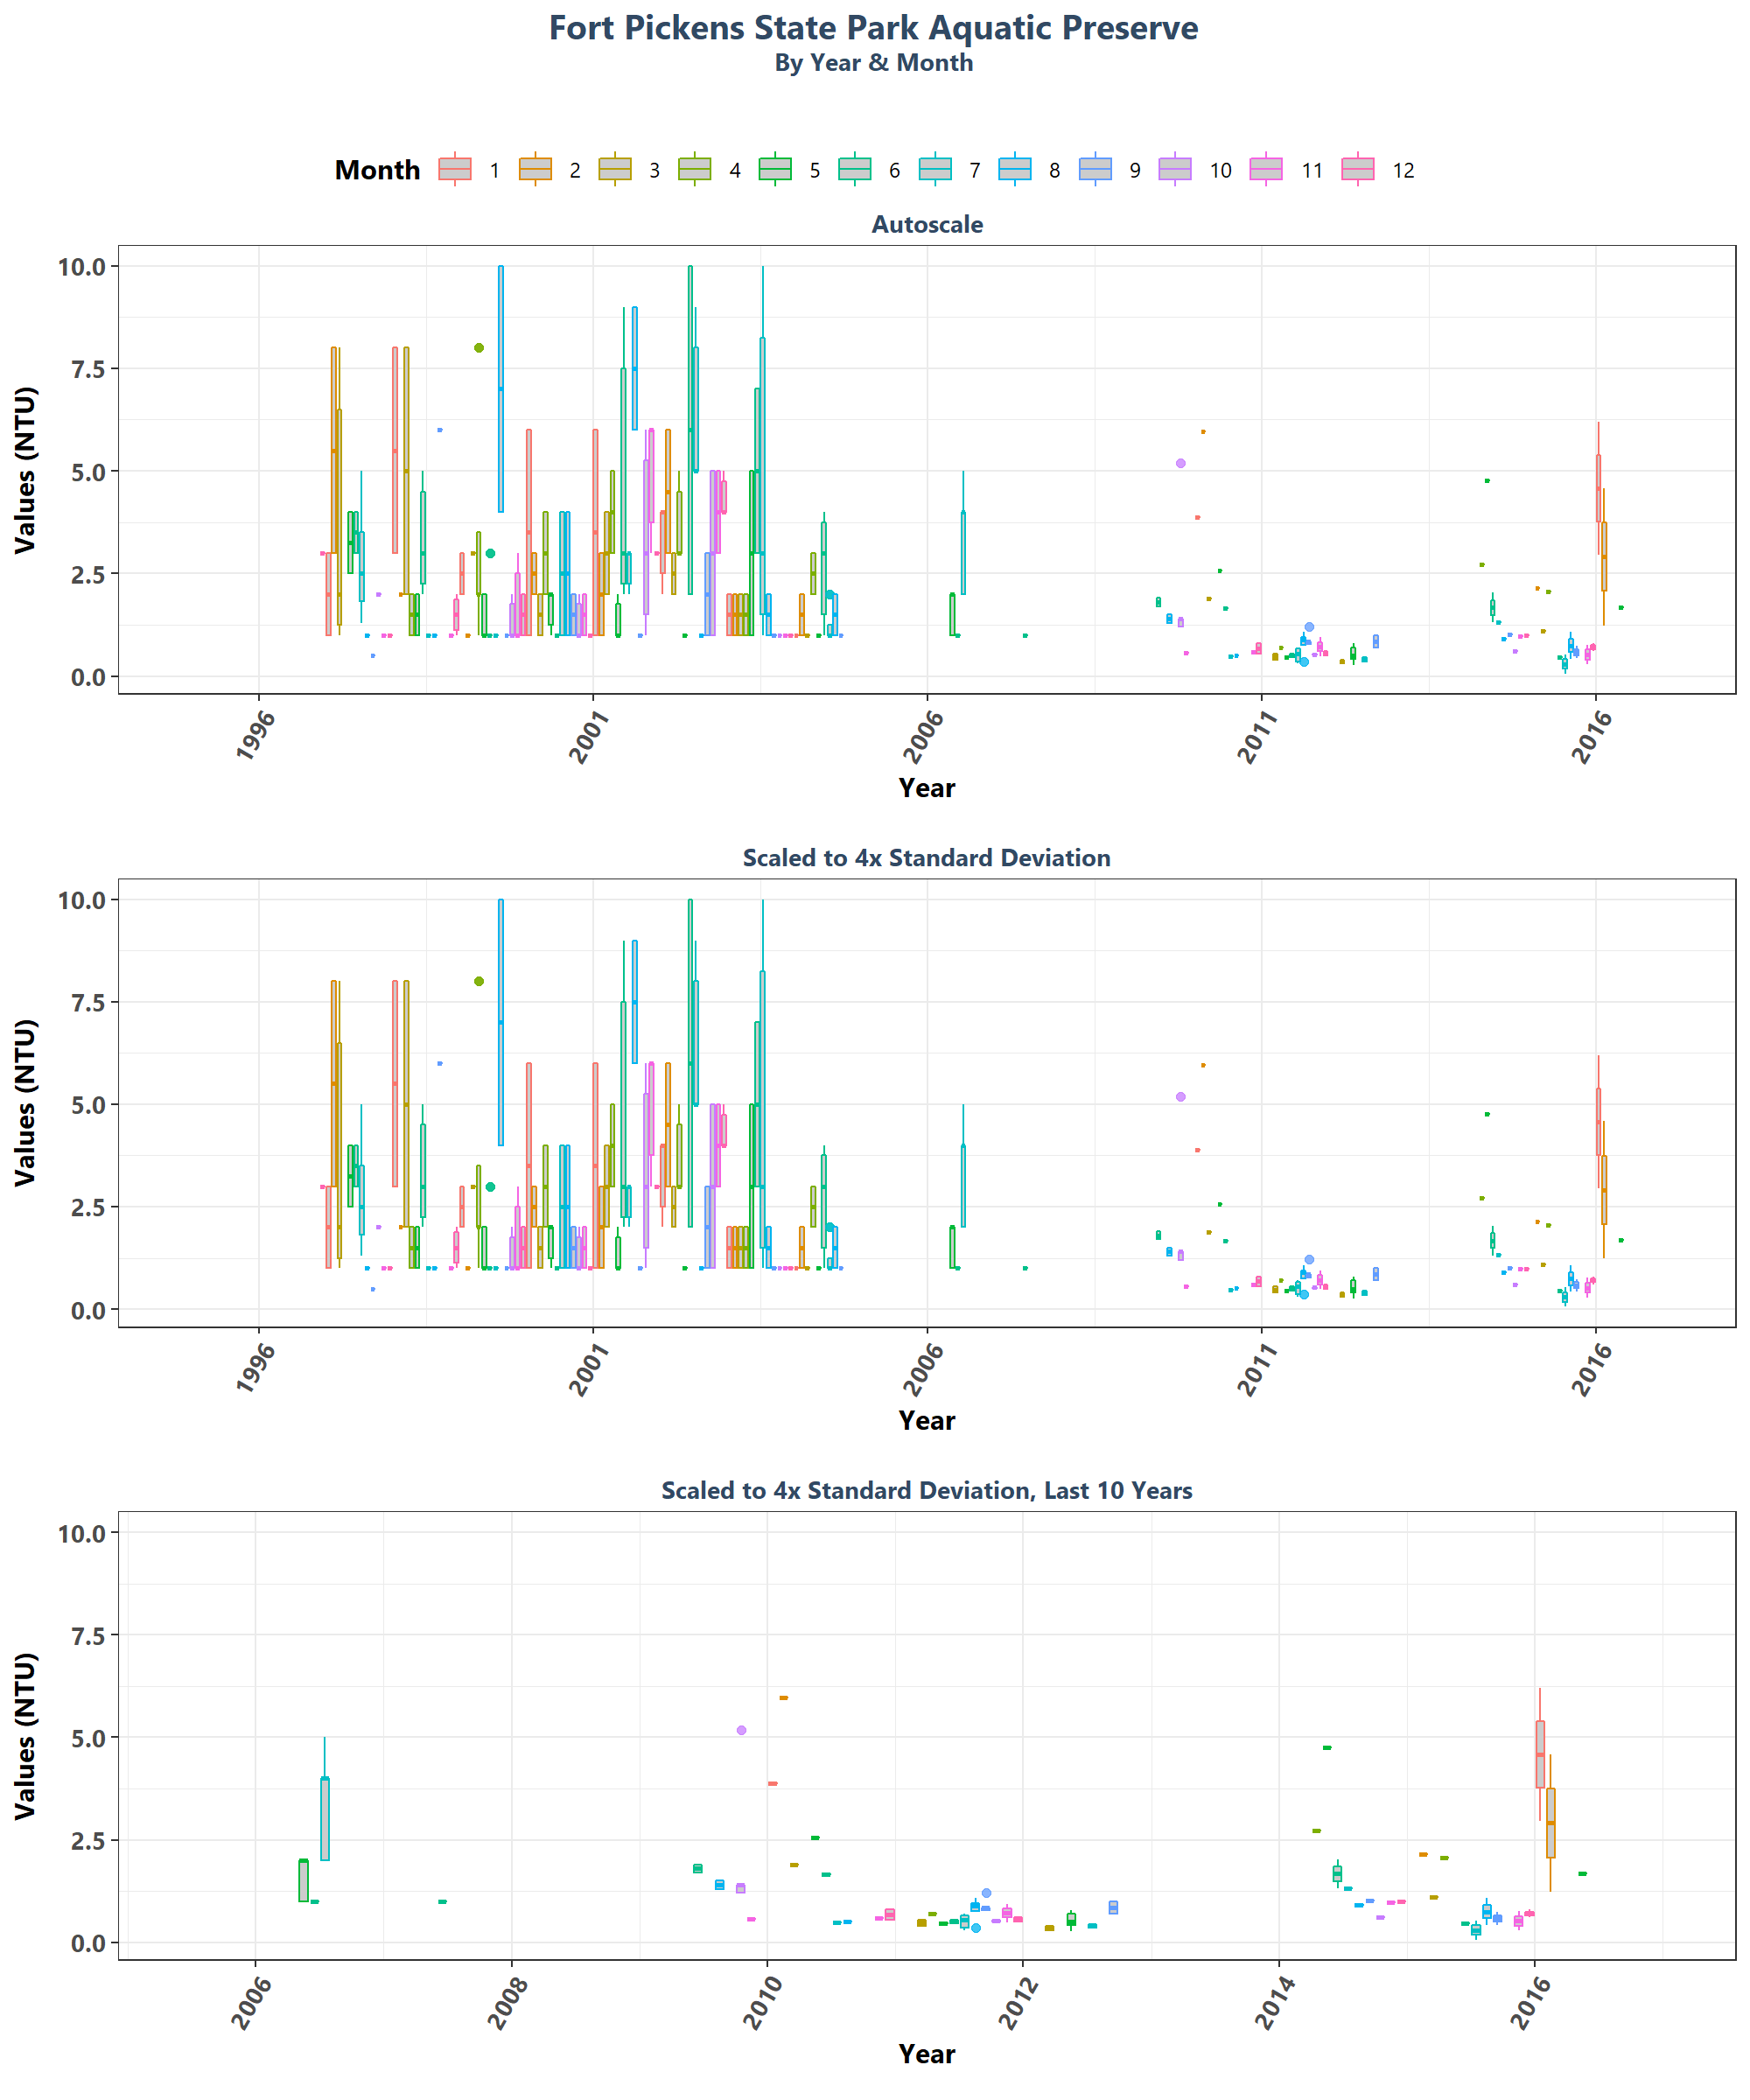 Fort Pickens State Park Aquatic Preserve
By Year & Month
Month 1 2 3 4 5 6 7 8 9 10 11 12
Autoscale
Values (NTU)
10.0
7.5
5.0
2.5
0.0
1996 2001 2006 2011 2016
Year
Scaled to 4x Standard Deviation
Values (NTU)
10.0
7.5
5.0
2.5
0.0
1996 2001 2006 2011 2016
Year
Scaled to 4x Standard Deviation, Last 10 Years
Values (NTU)
10.0
7.5
5.0
2.5
0.0
2006 2008 2010 2012 2014 2016
Year